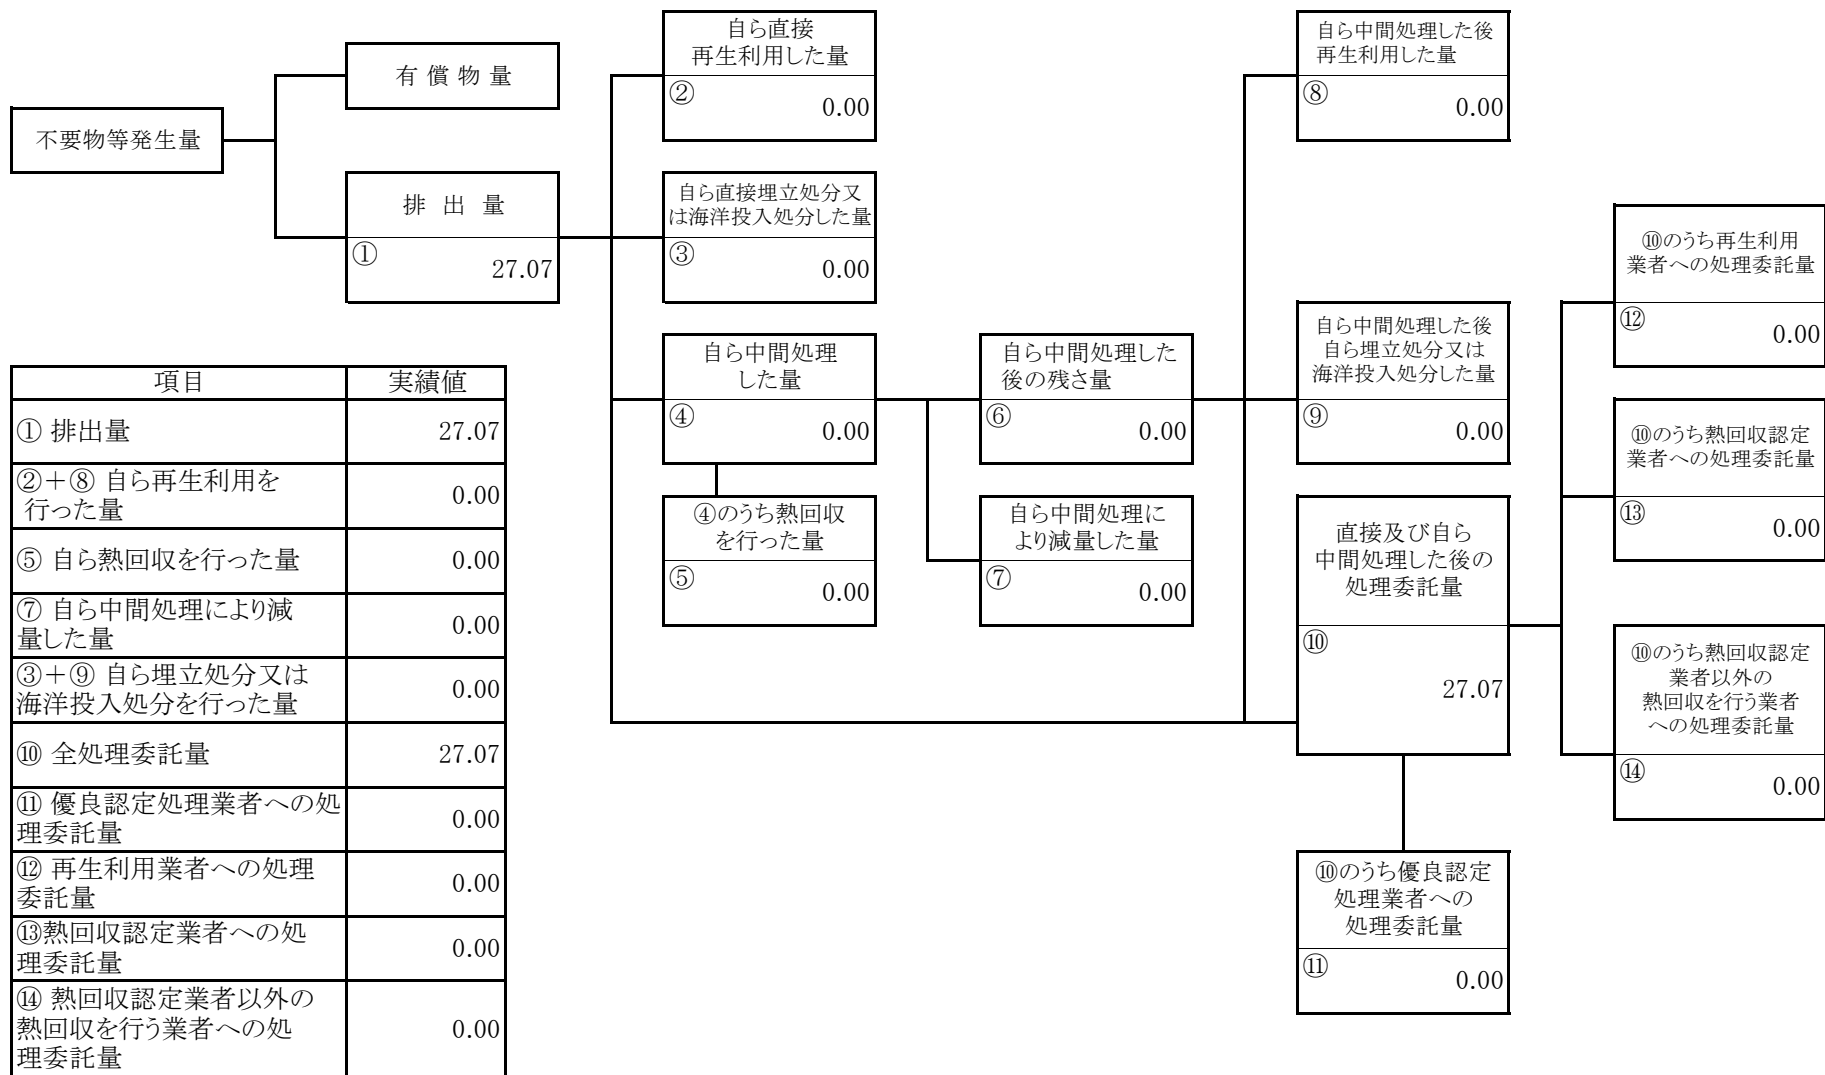 不要物等発生量
有 償 物 量
排 出 量
①
27.07
自ら直接
再生利用した量
②
0.00
自ら直接埋立処分又
は海洋投入処分した量
③
0.00
自ら中間処理
した量
④
0.00
④のうち熱回収
を行った量
⑤
0.00
自ら中間処理した
後の残さ量
⑥
0.00
自ら中間処理に
より減量した量
⑦
0.00
自ら中間処理した後
再生利用した量
⑧
0.00
自ら中間処理した後
自ら埋立処分又は
海洋投入処分した量
⑨
0.00
直接及び自ら
中間処理した後の
処理委託量
⑩
27.07
⑩のうち優良認定
処理業者への
処理委託量
⑪
0.00
⑩のうち再生利用
業者への処理委託量
⑫
0.00
⑩のうち熱回収認定
業者への処理委託量
⑬
0.00
⑩のうち熱回収認定
業者以外の
熱回収を行う業者
への処理委託量
⑭
0.00
項目 実績値
① 排出量 27.07
②+⑧ 自ら再生利用を
行った量 0.00
⑤ 自ら熱回収を行った量 0.00
⑦ 自ら中間処理により減
量した量 0.00
③+⑨ 自ら埋立処分又は
海洋投入処分を行った量 0.00
⑩ 全処理委託量 27.07
⑪ 優良認定処理業者への処
理委託量 0.00
⑫ 再生利用業者への処理
委託量 0.00
⑬熱回収認定業者への処
理委託量 0.00
⑭ 熱回収認定業者以外の
熱回収を行う業者への処
理委託量 0.00